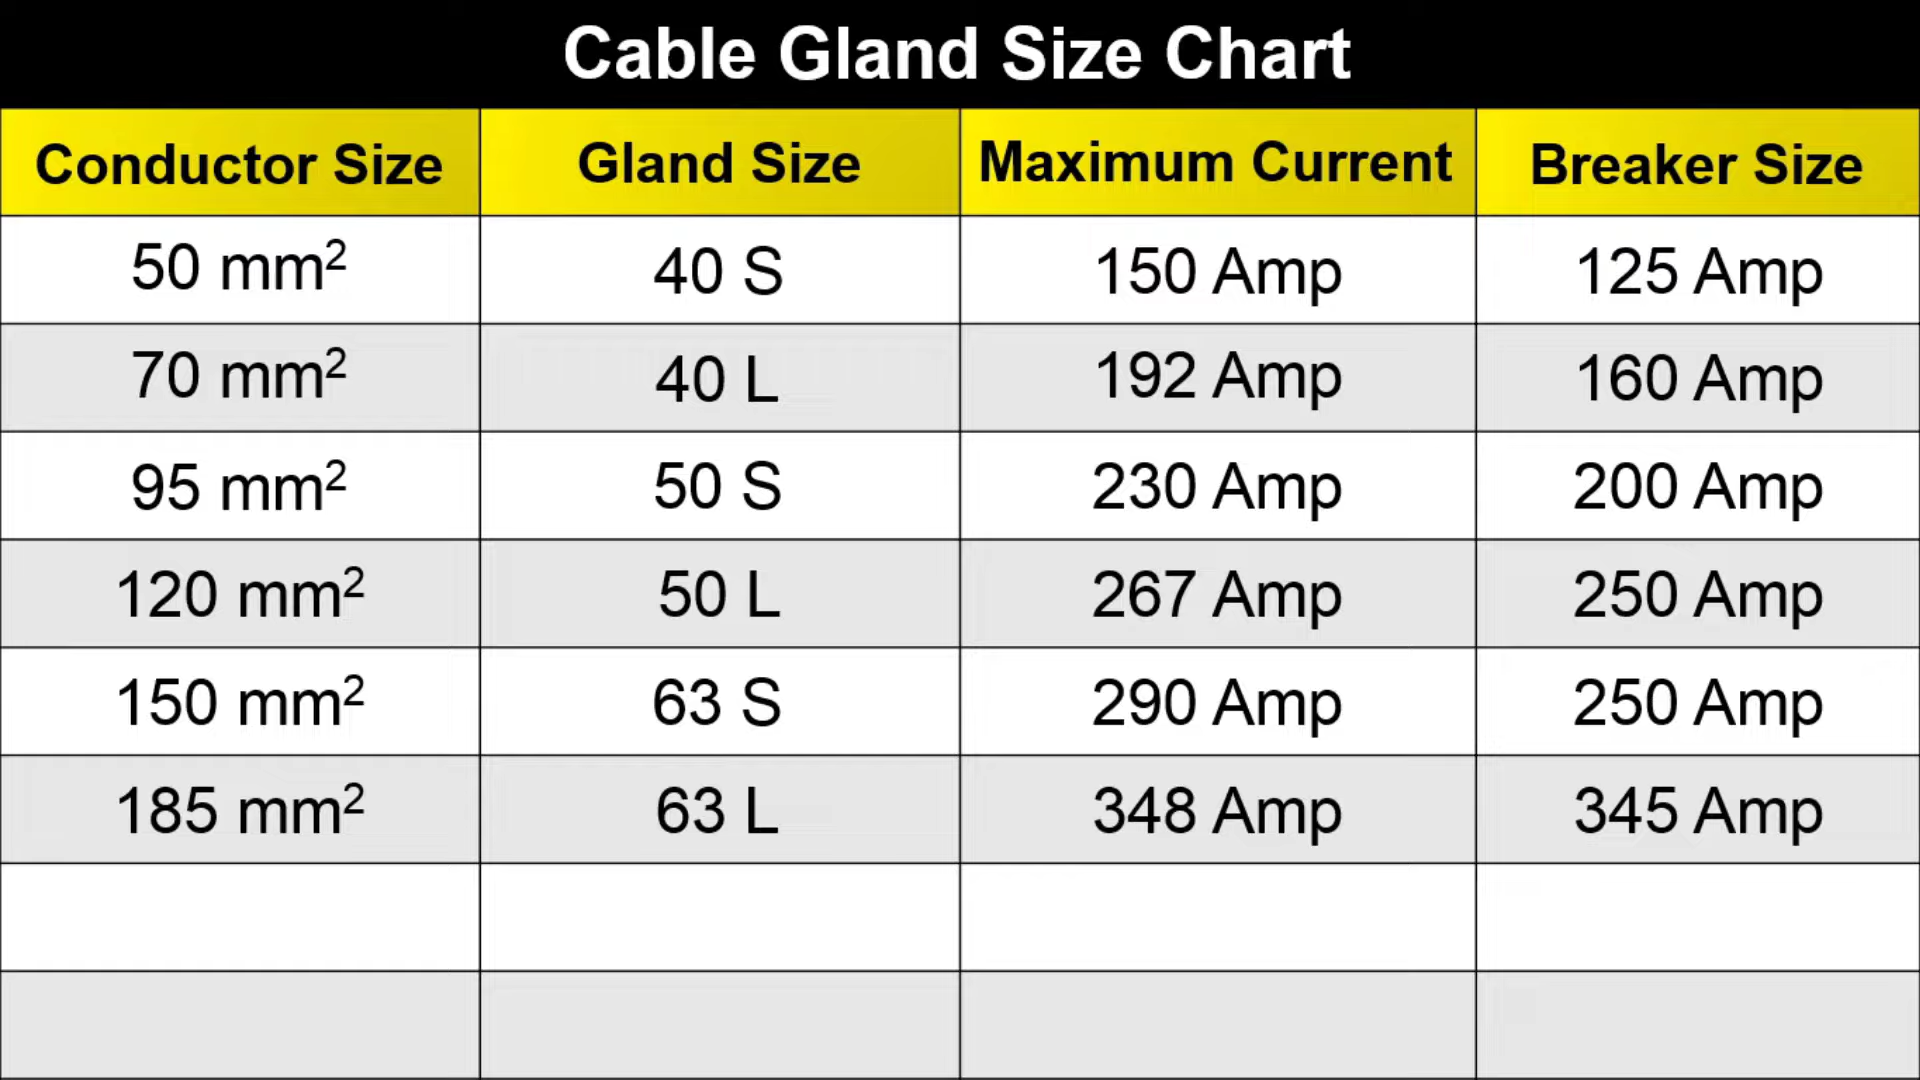 Cable Gland Size Chart
Conductor Size Gland Size Maximum Current Breaker Size
50 mm² 40 S 150 Amp 125 Amp
70 mm² 40 L 192 Amp 160 Amp
95 mm² 50 S 230 Amp 200 Amp
120 mm² 50 L 267 Amp 250 Amp
150 mm² 63 S 290 Amp 250 Amp
185 mm² 63 L 348 Amp 345 Amp